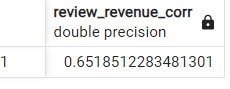 review_revenue_corr
double precision
1
0.6518512283481301